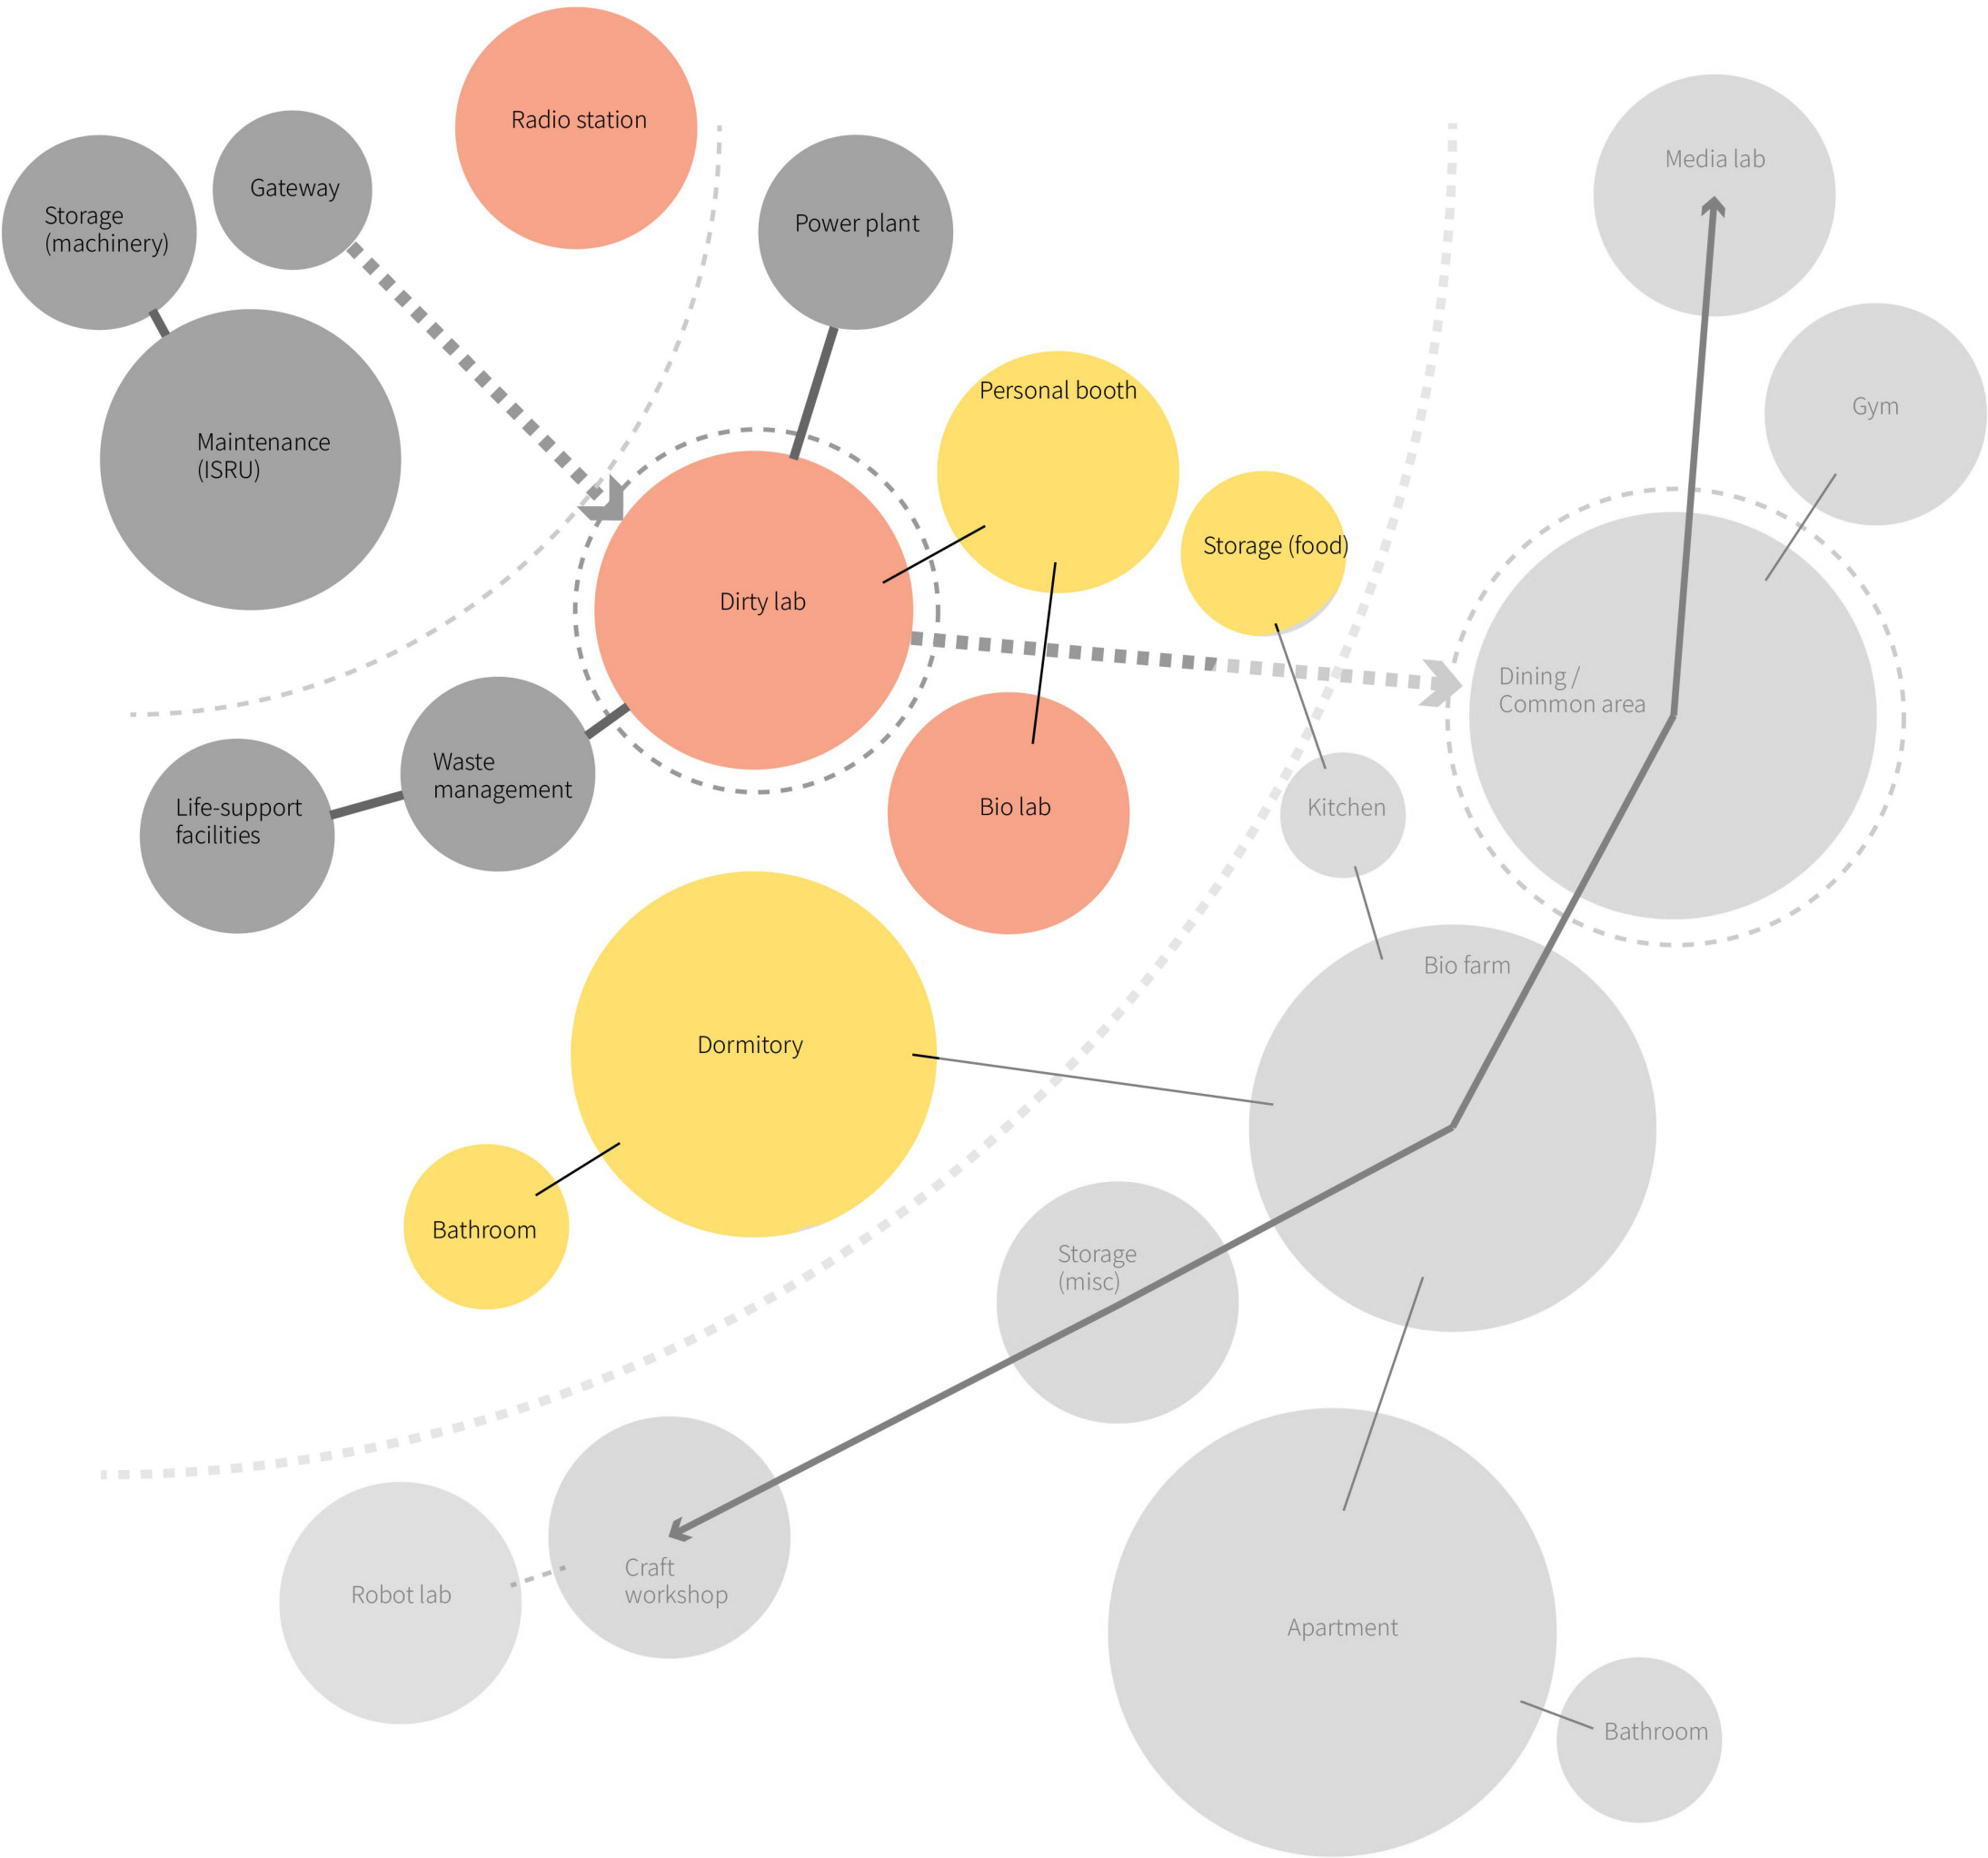 Radio station
Media lab
Gateway
Storage
(machinery)
Power plant
Personal booth
Gym
Maintenance
(ISRU)
Storage (food)
Dirty lab
Dining /
Common area
Waste
management
Life-support
facilities
Bio lab
Kitchen
Bio farm
Dormitory
Bathroom
Storage
(misc)
Craft
workshop
Robot lab
Apartment
Bathroom